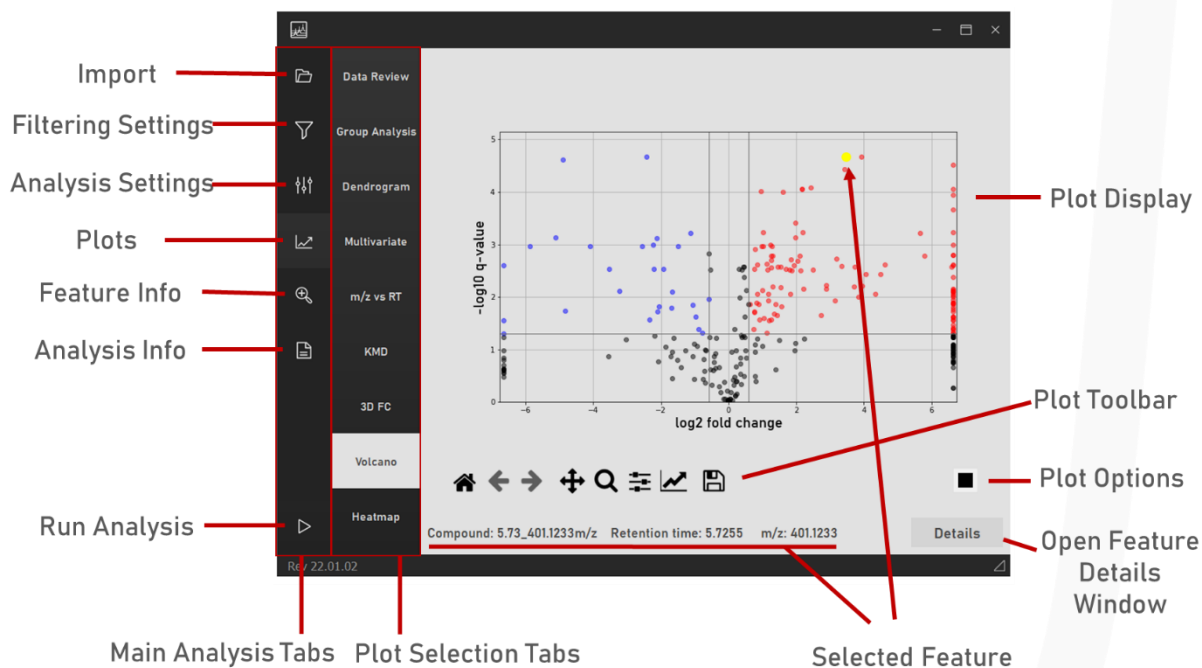 Import
Filtering Settings
Analysis Settings
Plots
Feature Info
Analysis Info
Run Analysis
Data Review
Group Analysis
Dendrogram
Multivariate
m/z vs RT
KMD
3D FC
Volcano
Heatmap
-log10 q-value
5
4
3
2
1
0
−6
−4
−2
0
2
4
6
log2 fold change
Plot Display
Plot Toolbar
Plot Options
Compound: 5.73_401.1233m/z Retention time: 5.7255 m/z: 401.1233
Details
Open Feature
Details
Window
Rev 22.01.02
Main Analysis Tabs
Plot Selection Tabs
Selected Feature